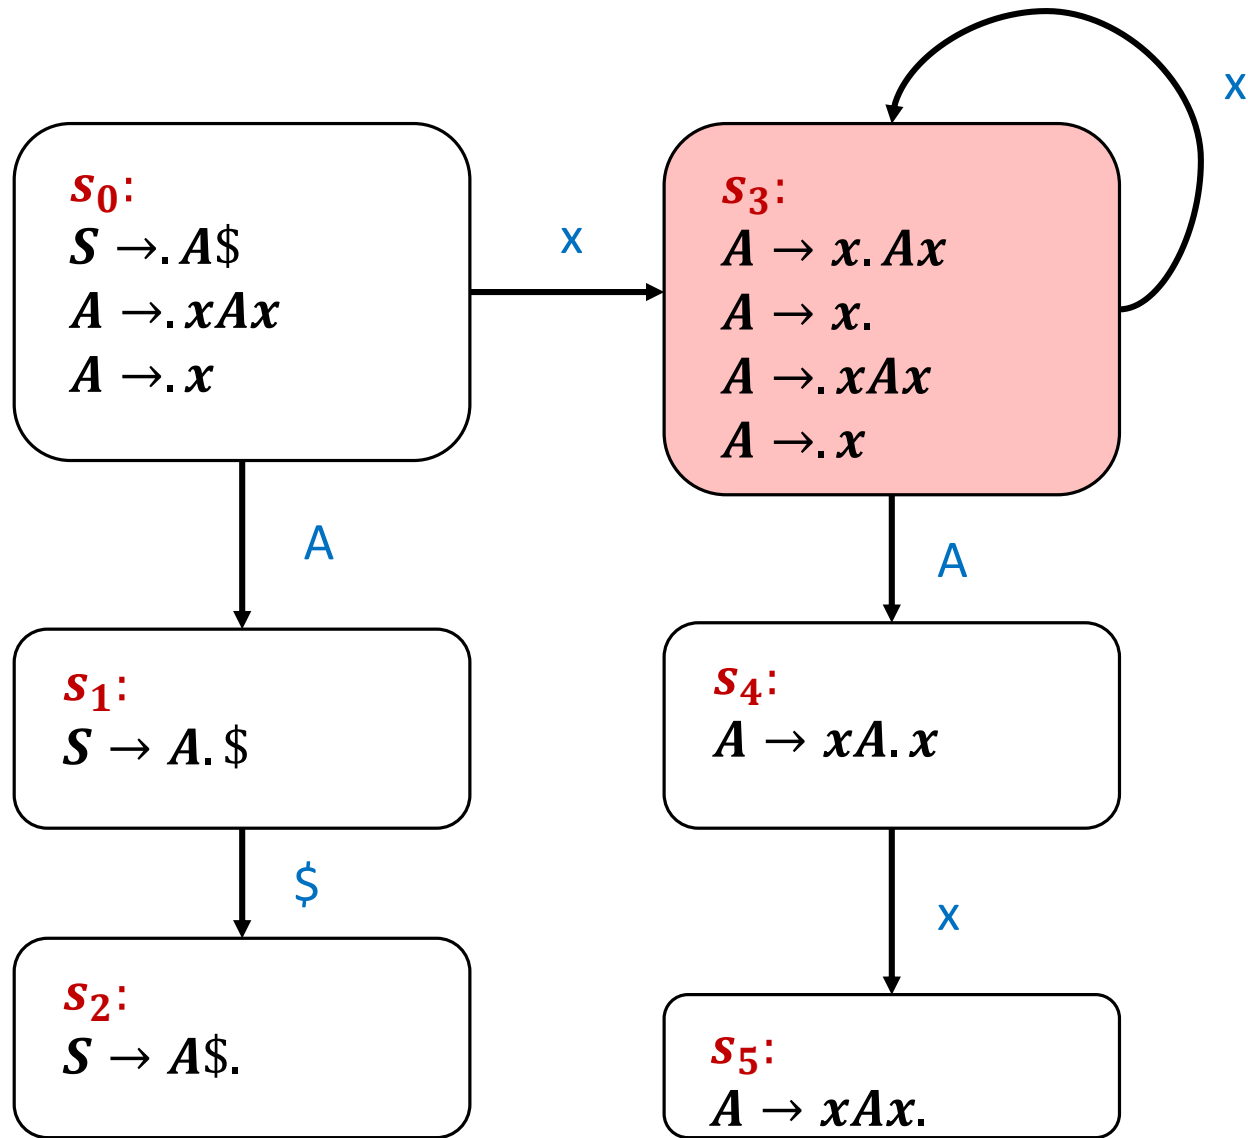 s₀:
S →. A$
A →. xAx
A →. x
x
x
s₃:
A → x. Ax
A → x.
A →. xAx
A →. x
A
A
s₁:
S → A. $
s₄:
A → xA. x
$
x
s₂:
S → A$.
s₅:
A → xAx.